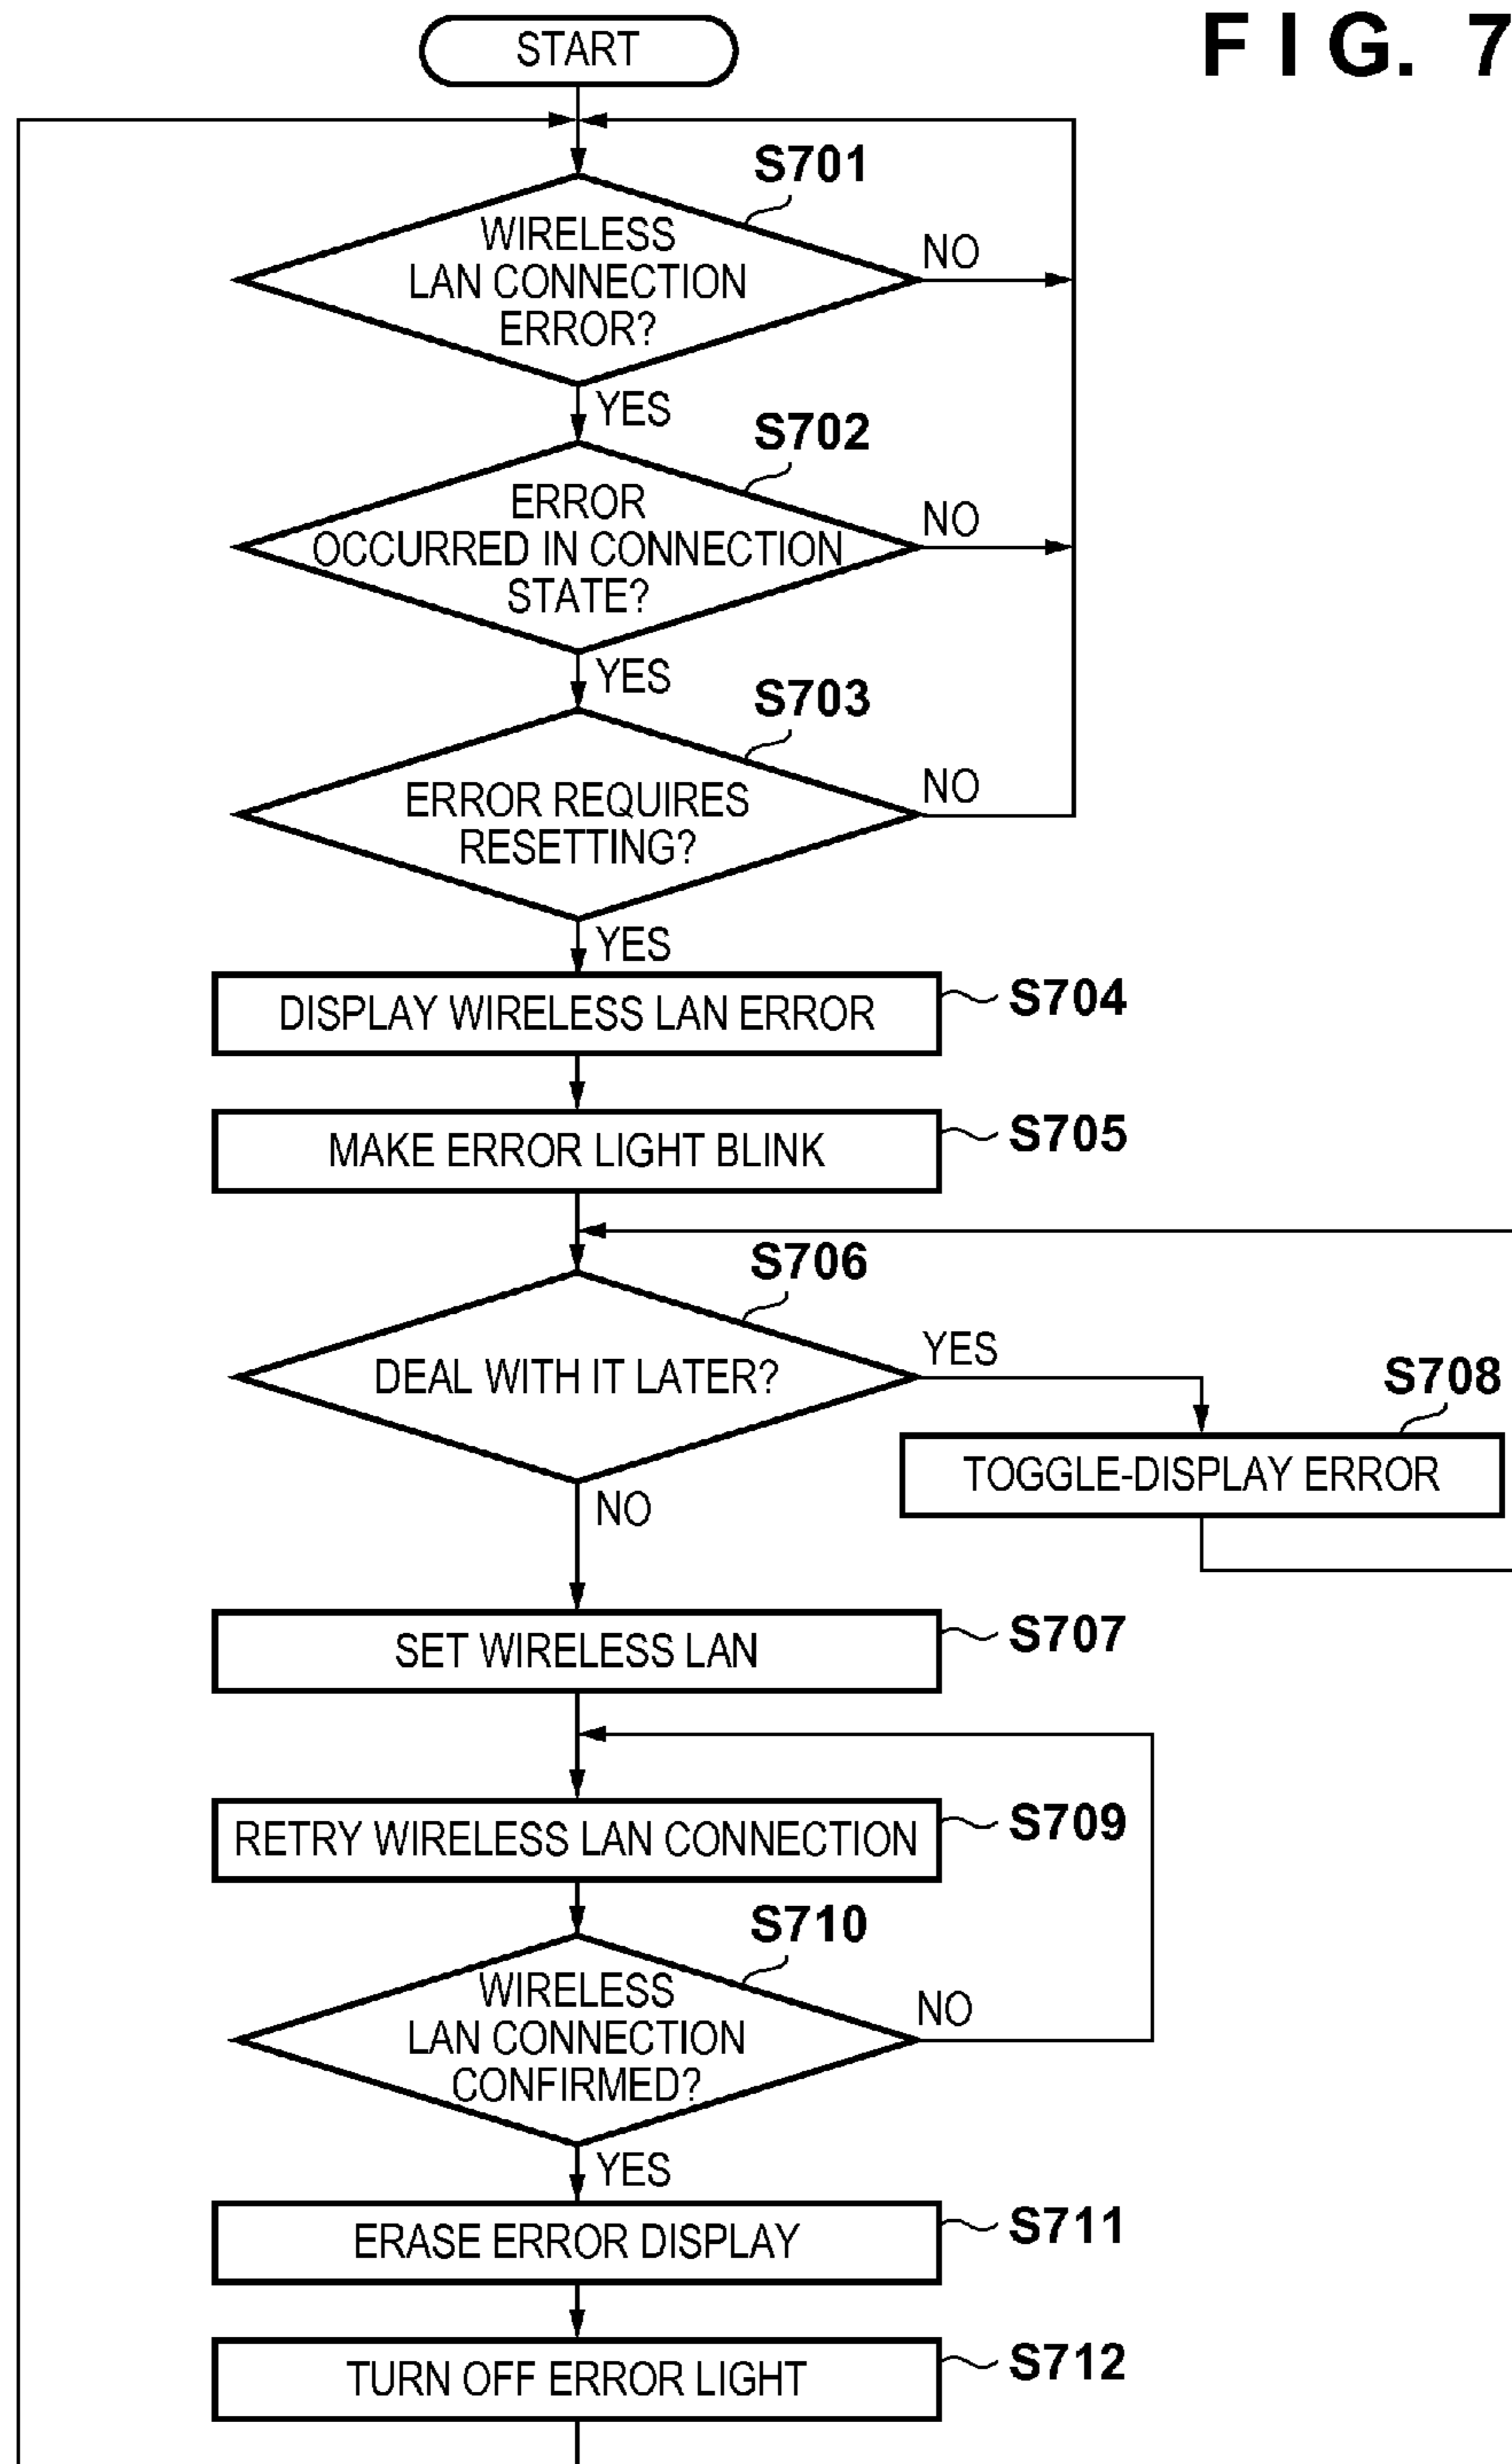 FIG. 7
START
S701
WIRELESS
LAN CONNECTION
ERROR?
NO
YES
S702
ERROR
OCCURRED IN CONNECTION
STATE?
NO
YES
S703
ERROR REQUIRES
RESETTING?
NO
YES
DISPLAY WIRELESS LAN ERROR
S704
MAKE ERROR LIGHT BLINK
S705
S706
DEAL WITH IT LATER?
YES
NO
S708
TOGGLE-DISPLAY ERROR
SET WIRELESS LAN
S707
RETRY WIRELESS LAN CONNECTION
S709
S710
WIRELESS
LAN CONNECTION
CONFIRMED?
NO
YES
ERASE ERROR DISPLAY
S711
TURN OFF ERROR LIGHT
S712